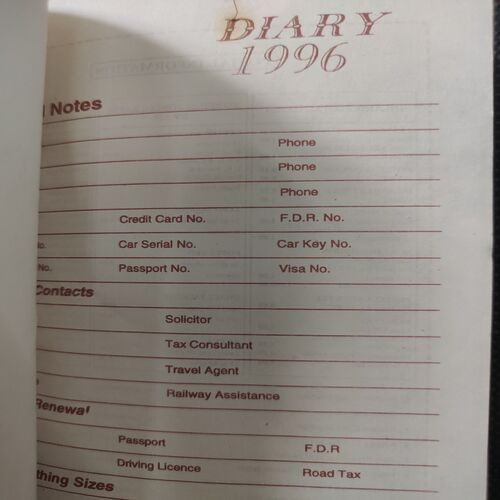 DIARY
1996
Notes
Phone
Phone
Phone
Credit Card No. F.D.R. No.
No. Car Serial No. Car Key No.
No. Passport No. Visa No.
Contacts
Solicitor
Tax Consultant
Travel Agent
Railway Assistance
Renewal
Passport F.D.R
Driving Licence Road Tax
thing Sizes